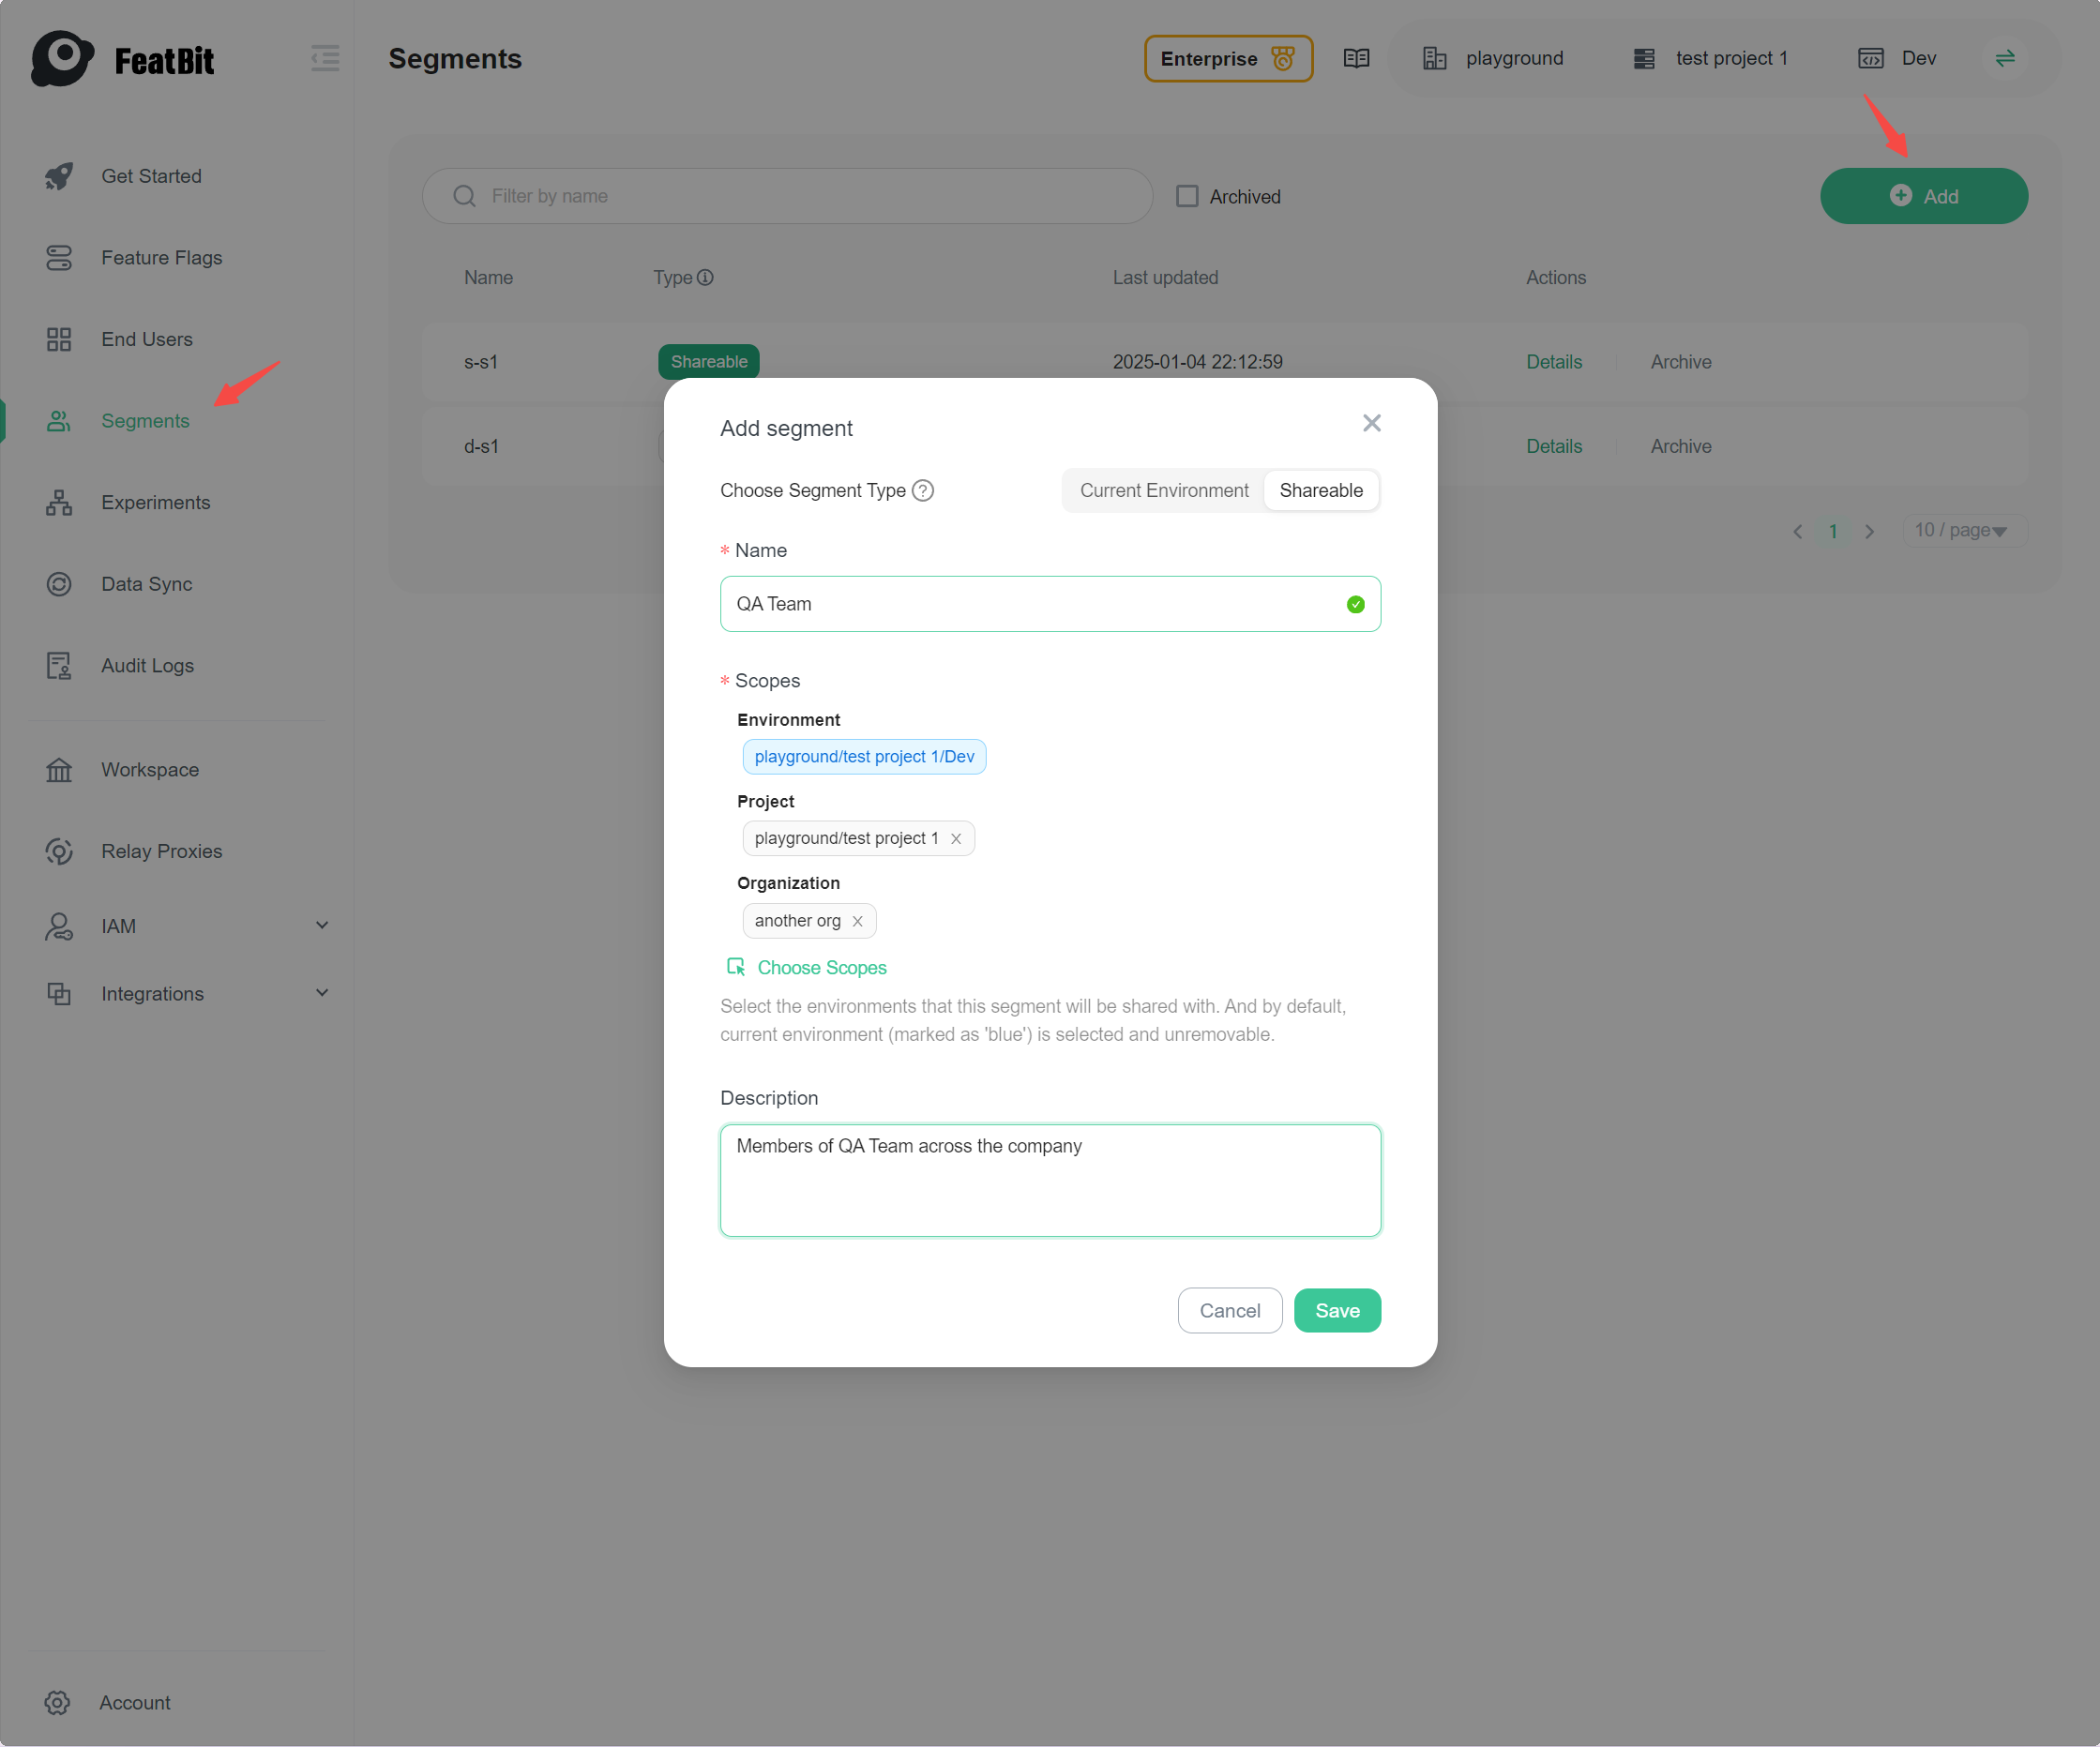 FeatBit
Segments
Enterprise
playground
test project 1
Dev
Get Started
Feature Flags
End Users
Segments
Experiments
Data Sync
Audit Logs
Workspace
Relay Proxies
IAM
Integrations
Account
Filter by name
Archived
Add
Name
Type
Last updated
Actions
s-s1
Shareable
2025-01-04 22:12:59
Details
Archive
d-s1
Details
Archive
1
10 / page
Add segment
Choose Segment Type
Current Environment
Shareable
* Name
QA Team
* Scopes
Environment
playground/test project 1/Dev
Project
playground/test project 1
Organization
another org
Choose Scopes
Select the environments that this segment will be shared with. And by default,
current environment (marked as 'blue') is selected and unremovable.
Description
Members of QA Team across the company
Cancel
Save